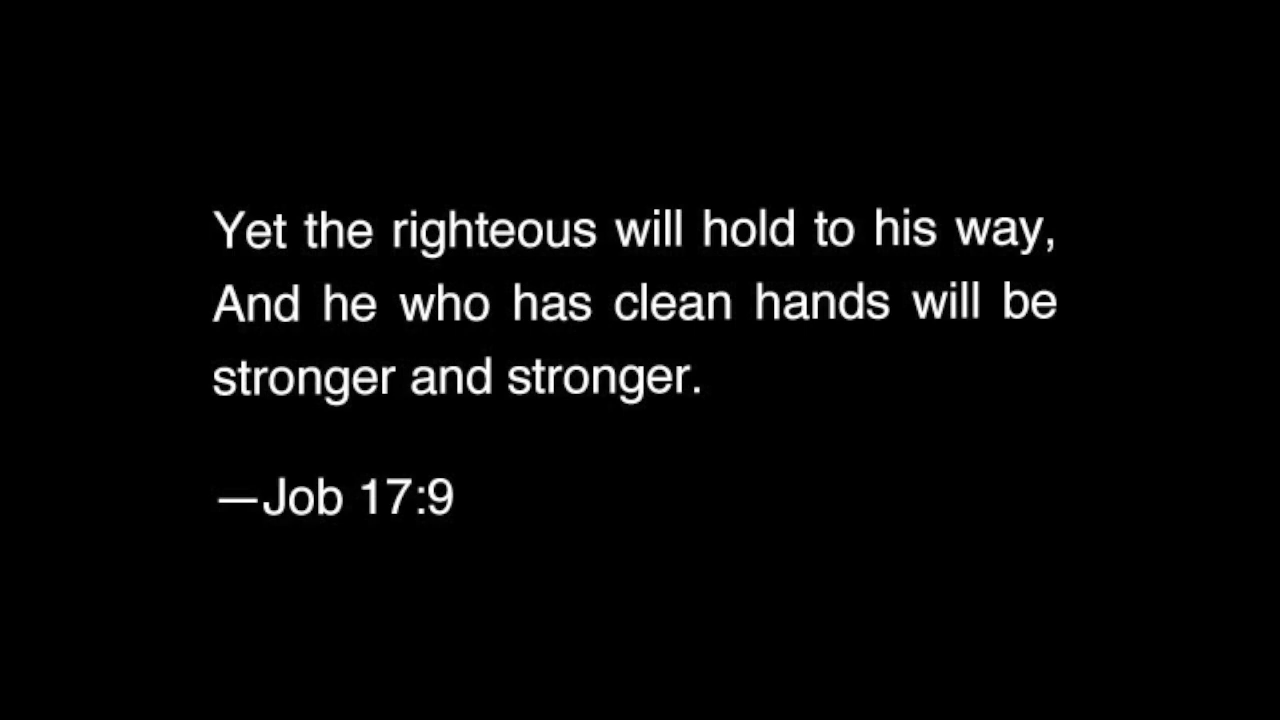 Yet the righteous will hold to his way,
And he who has clean hands will be
stronger and stronger.
—Job 17:9